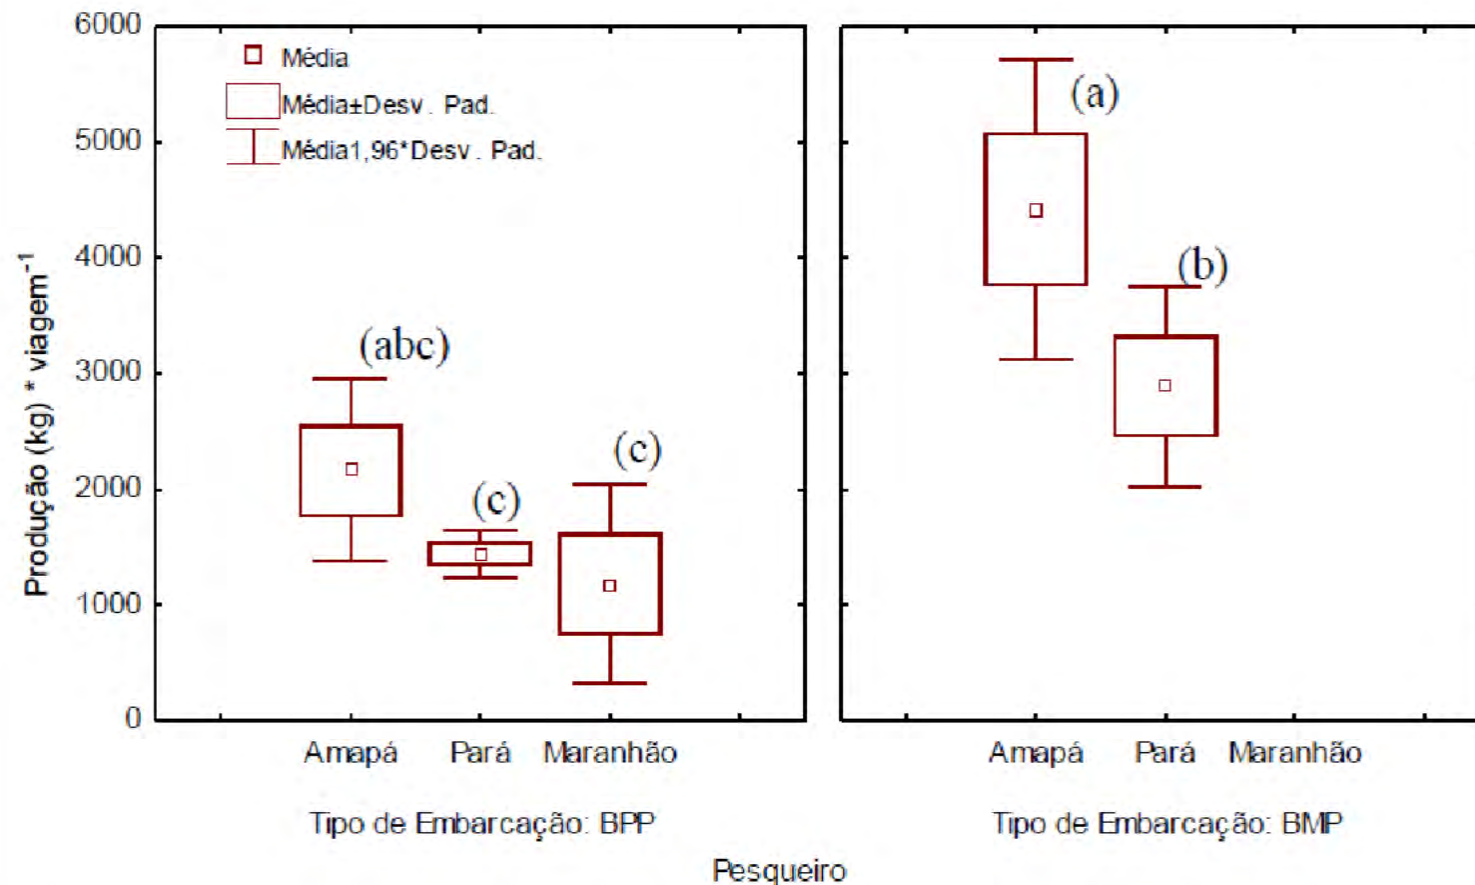 6000
5000
4000
3000
2000
1000
0
Produção (kg) * viagem-1
Média
Média±Desv. Pad.
Média1,96*Desv. Pad.
(abc)
(c)
(c)
(a)
(b)
Amapá Pará Maranhão
Amapá Pará Maranhão
Tipo de Embarcação: BPP
Tipo de Embarcação: BMP
Pesqueiro